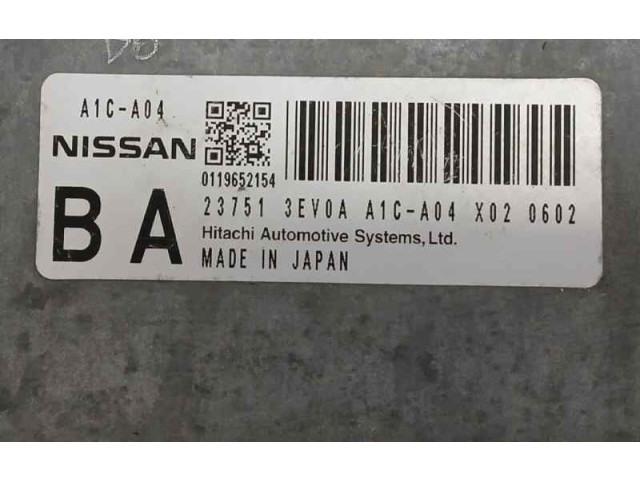 A1C-A04
NISSAN
BA
0119652154
23751 3EV0A A1C-A04 X02 0602
Hitachi Automotive Systems, Ltd.
MADE IN JAPAN